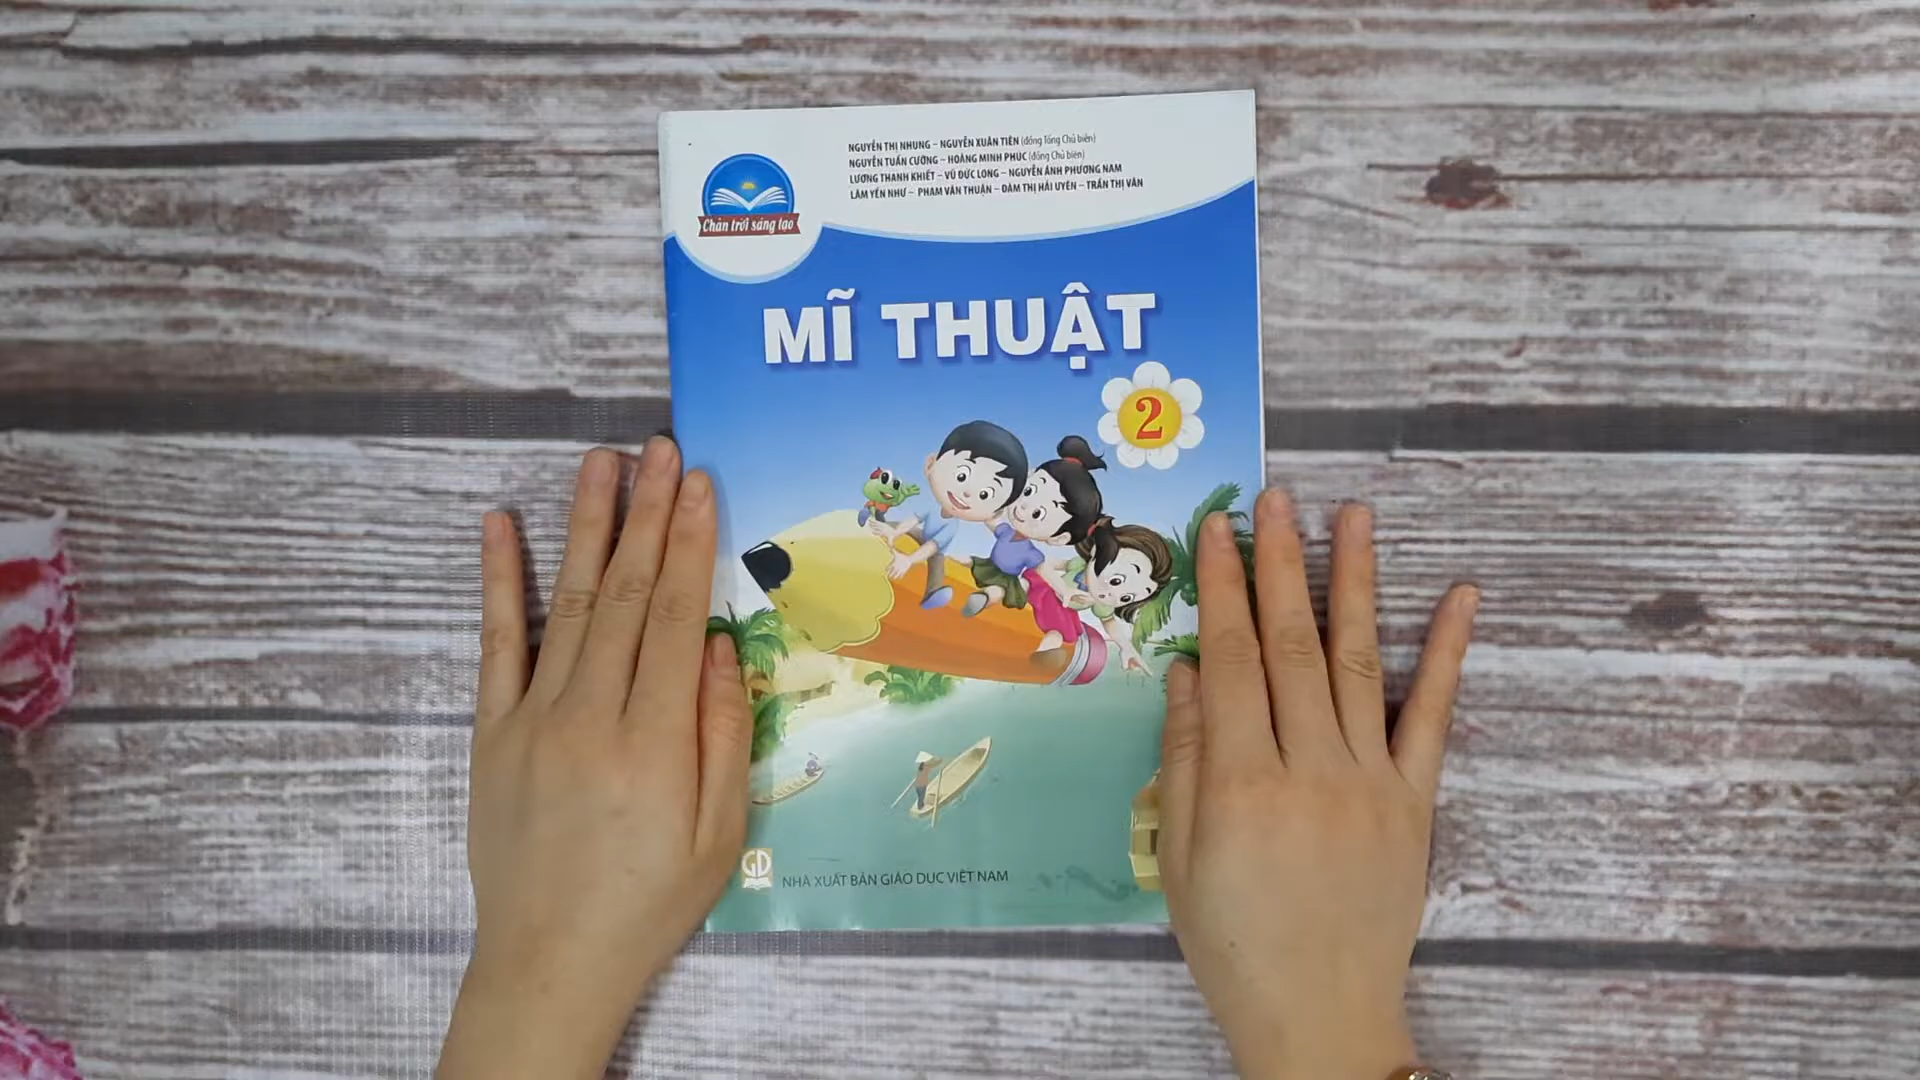 NGUYỄN THỊ NHUNG – NGUYỄN XUÂN TIÊN (đồng Tổng Chủ biên)
NGUYỄN TUẤN CƯỜNG – HOÀNG MINH PHÚC (đồng Chủ biên)
LƯƠNG THANH KHIẾT – VŨ ĐỨC LONG – NGUYỄN ÁNH PHƯƠNG NAM
LÂM YẾN NHƯ – PHẠM VĂN THUẬN – ĐÀM THỊ HẢI UYÊN – TRẦN THỊ VÂN
Chân trời sáng tạo
MĨ THUẬT
2
GD
NHÀ XUẤT BẢN GIÁO DỤC VIỆT NAM